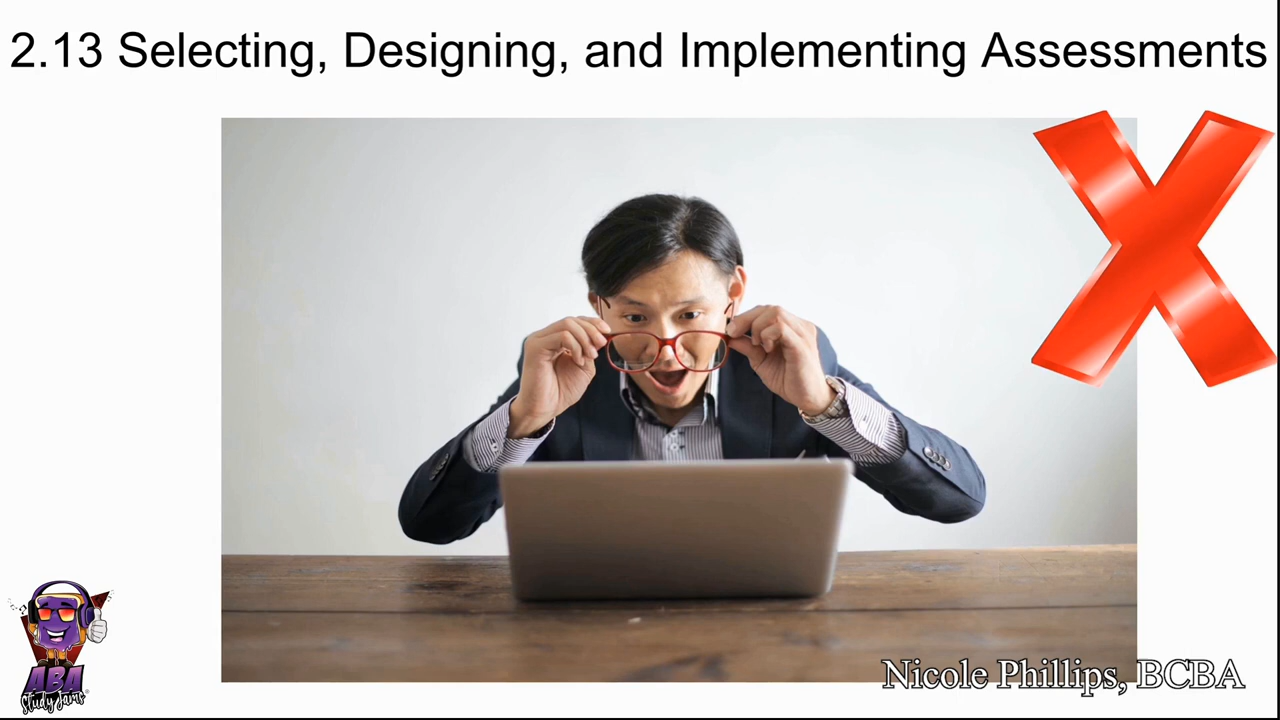 2.13 Selecting, Designing, and Implementing Assessments
ABA
Study Jams
Nicole Phillips, BCBA